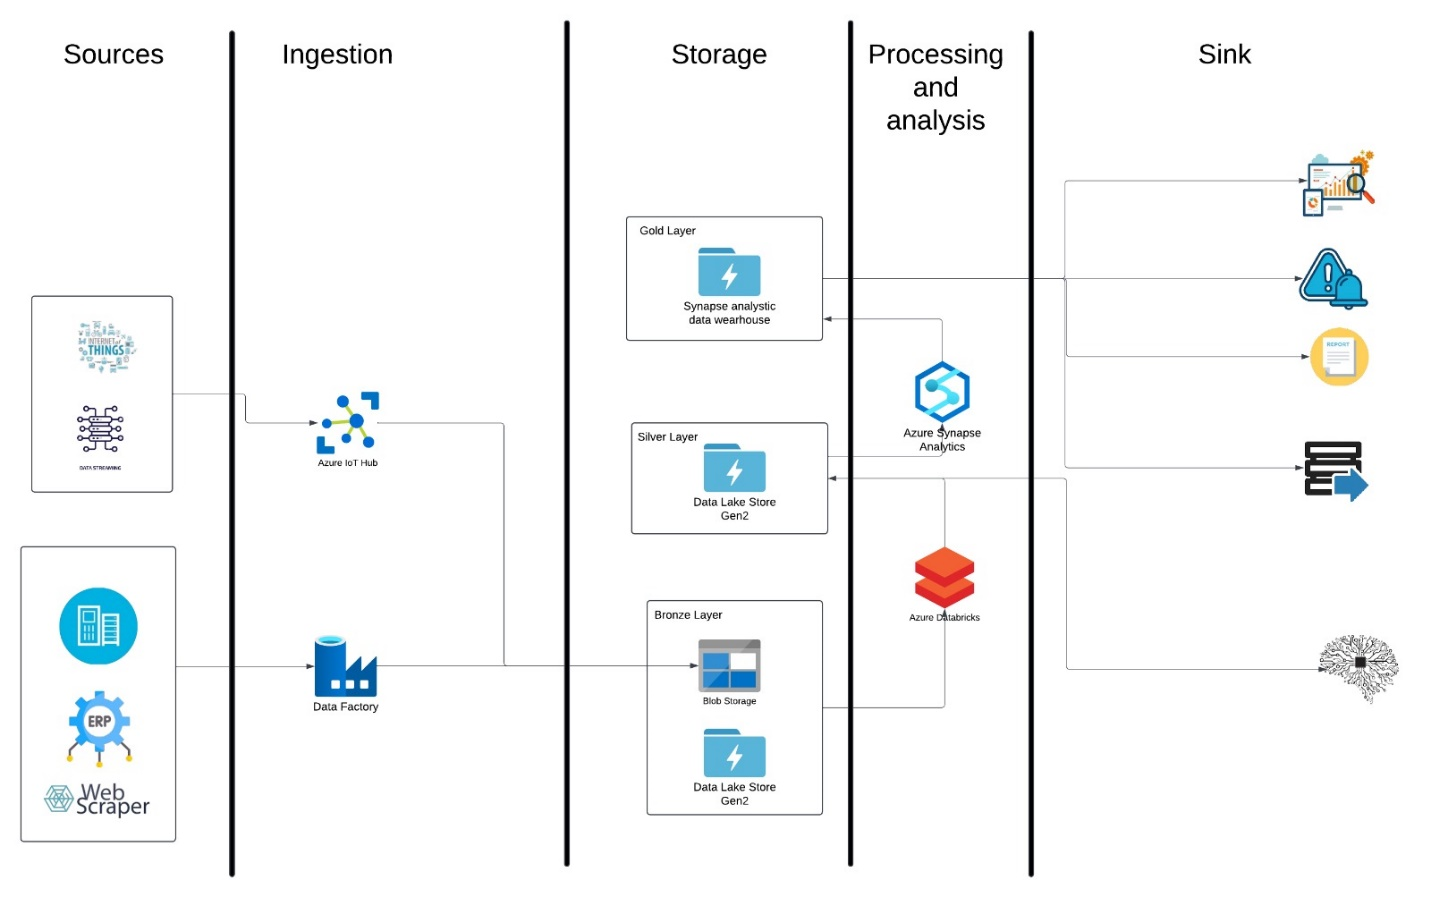 Sources
Ingestion
Storage
Processing
and
analysis
Sink
INTERNET of
THINGS
DATA STREAMING
Azure IoT Hub
ERP
Web
Scraper
Data Factory
Gold Layer
Synapse analystic
data wearhouse
Silver Layer
Data Lake Store
Gen2
Bronze Layer
Blob Storage
Data Lake Store
Gen2
Azure Synapse
Analytics
Azure Databricks
REPORT